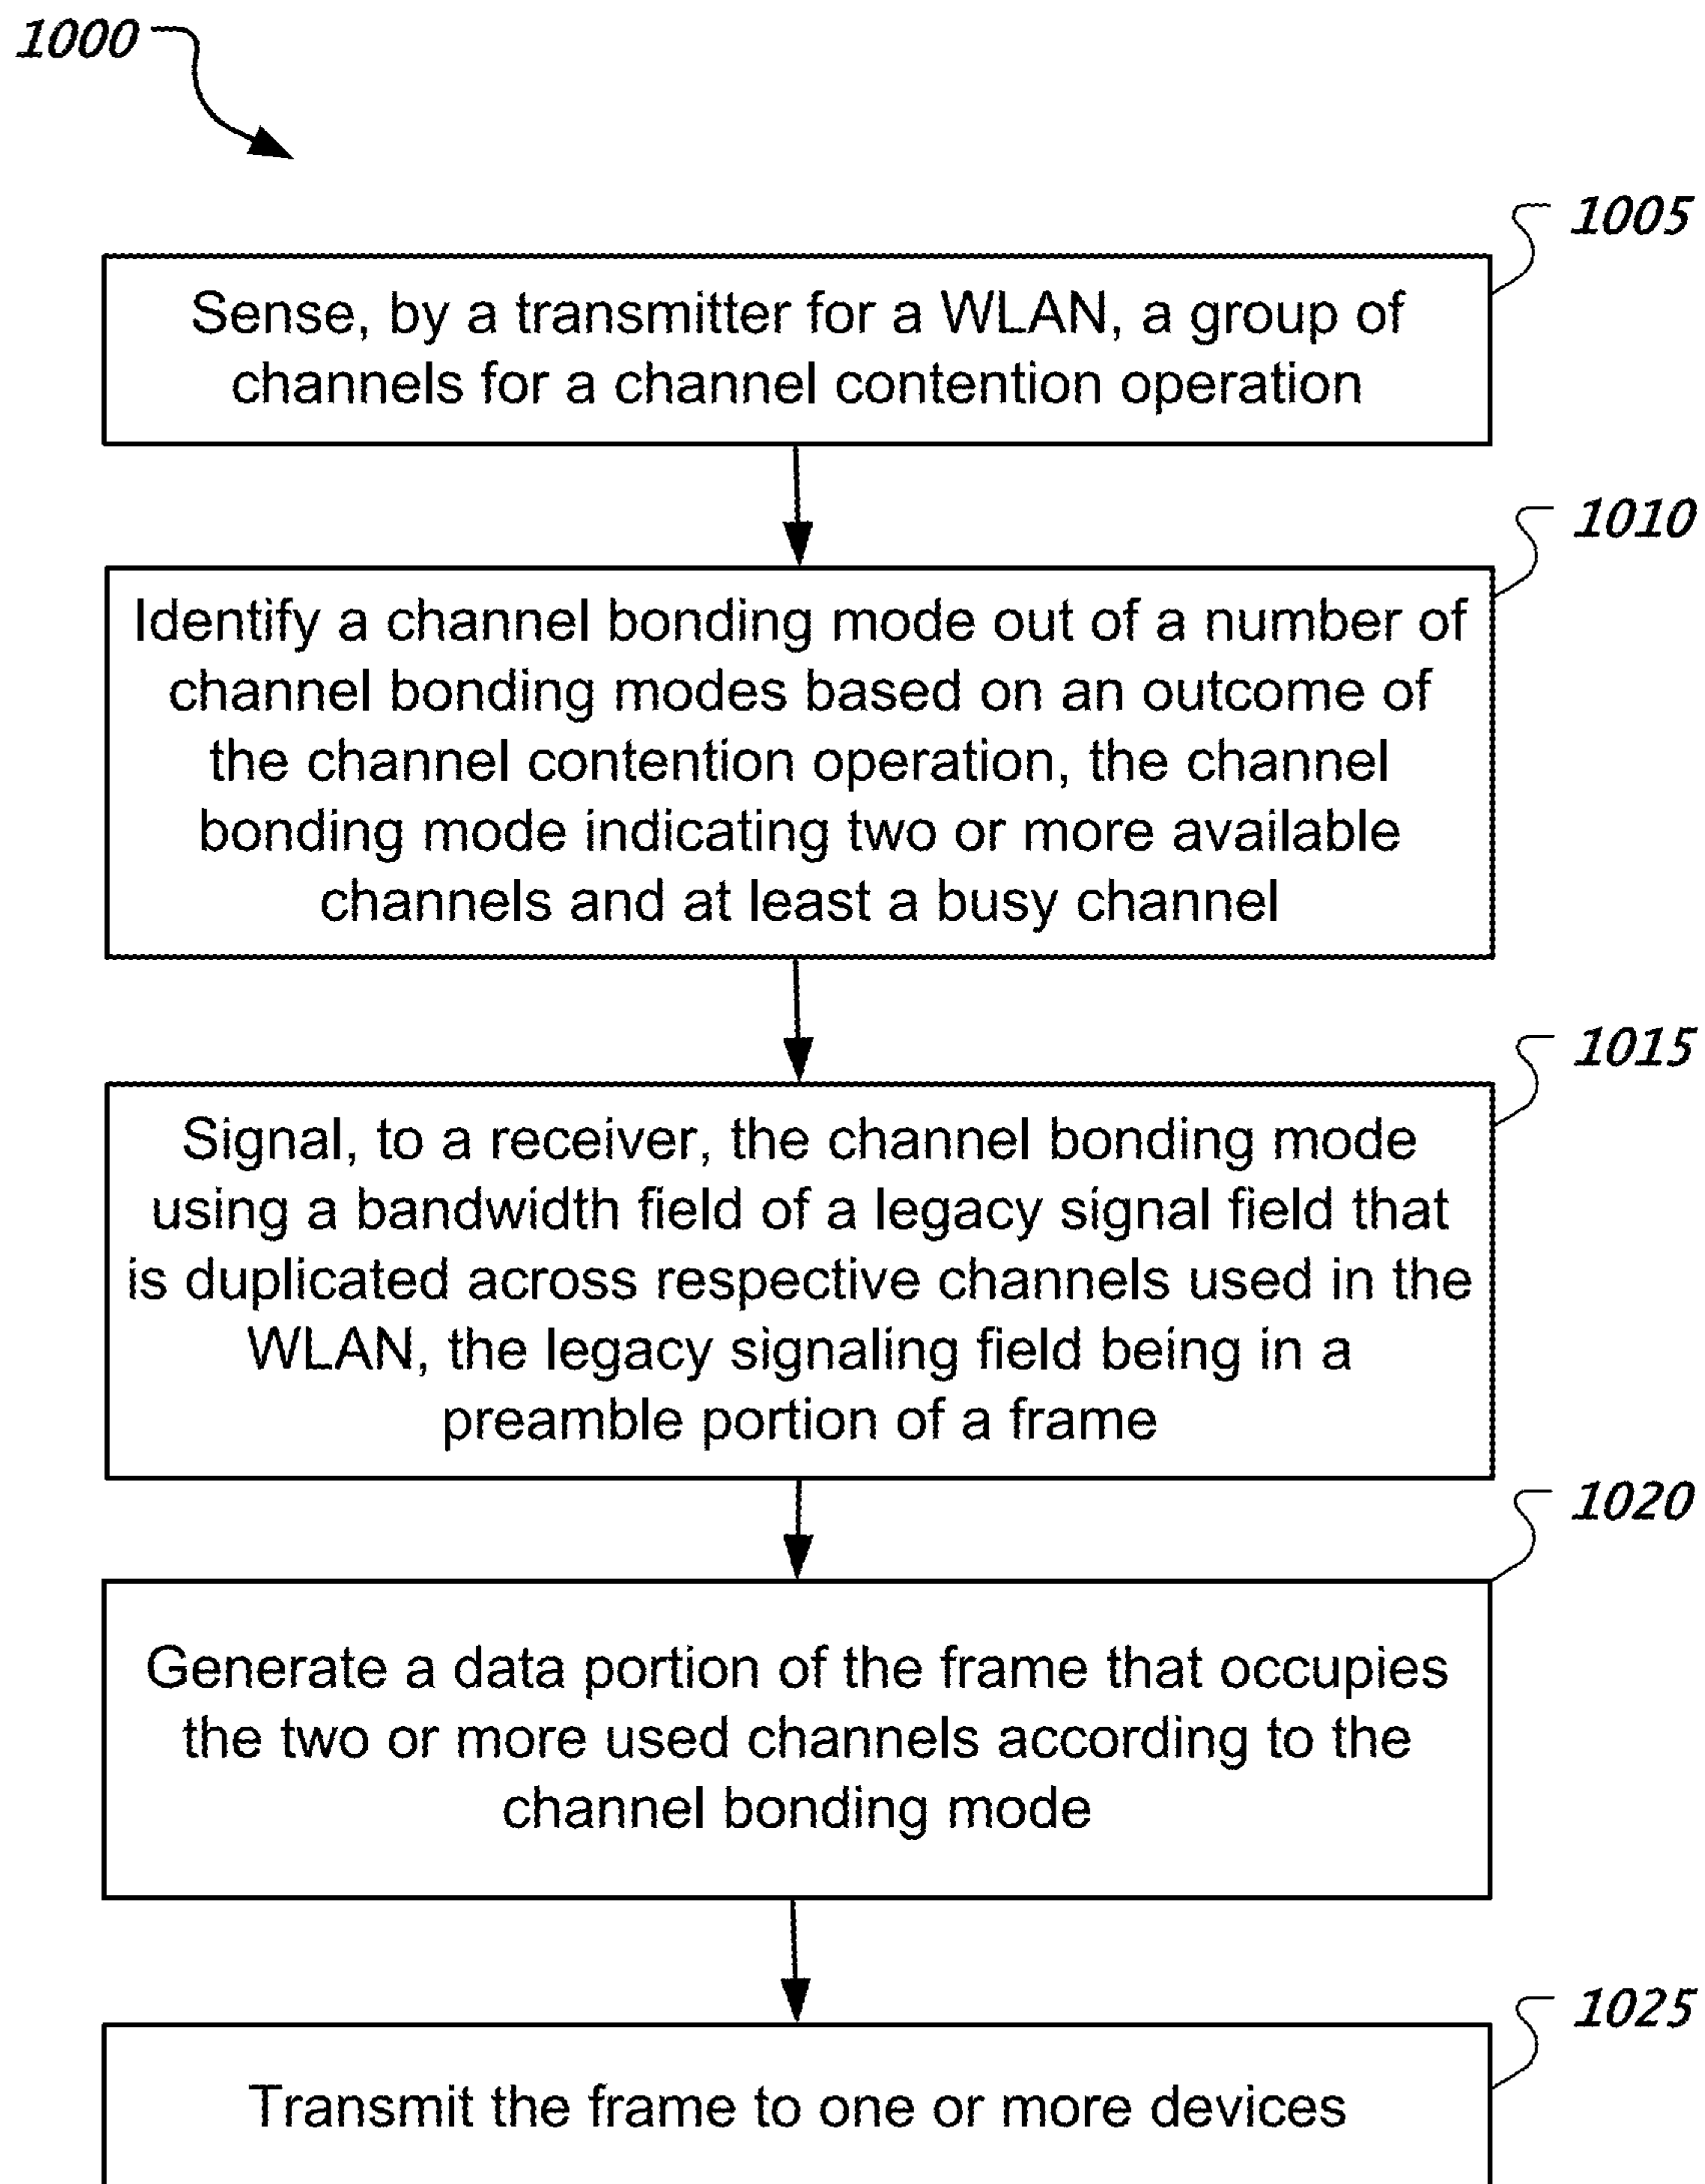 1000
1005
Sense, by a transmitter for a WLAN, a group of
channels for a channel contention operation
1010
Identify a channel bonding mode out of a number of
channel bonding modes based on an outcome of
the channel contention operation, the channel
bonding mode indicating two or more available
channels and at least a busy channel
1015
Signal, to a receiver, the channel bonding mode
using a bandwidth field of a legacy signal field that
is duplicated across respective channels used in the
WLAN, the legacy signaling field being in a
preamble portion of a frame
1020
Generate a data portion of the frame that occupies
the two or more used channels according to the
channel bonding mode
1025
Transmit the frame to one or more devices